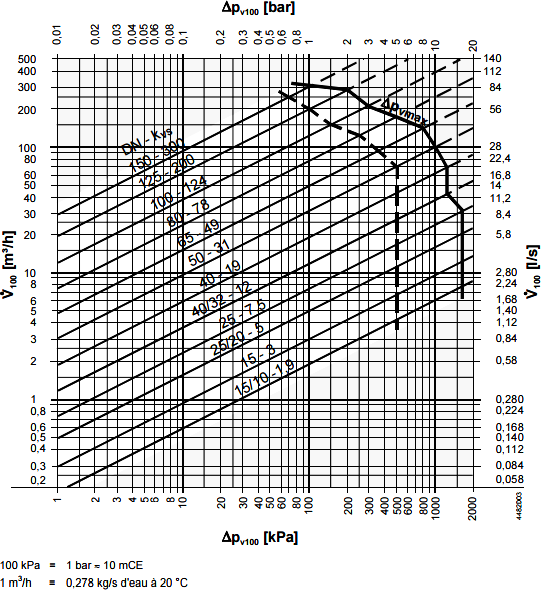 Δpv100 [bar]
0,01 0,02 0,03 0,04 0,05 0,06 0,08 0,1 0,2 0,3 0,4 0,5 0,6 0,8 1 2 3 4 5 6 8 10 20
500 140
400 112
300 84
200 56
100 28
80 22,4
60 16,8
50 14
40 11,2
30 8,4
20 5,8
10 2,80
8 2,24
6 1,68
5 1,40
4 1,12
3 0,84
2 0,58
1 0,280
0,8 0,224
0,6 0,168
0,5 0,140
0,4 0,112
0,3 0,084
0,2 0,058
V̇100 [m³/h]
V̇100 [l/s]
Δpvmax
DN - kvs
150 - 300
125 - 200
100 - 124
80 - 78
65 - 49
50 - 31
40 - 19
40/32 - 12
25 - 7,5
25/20 - 5
15 - 3
15/10 - 1,9
1 2 3 4 5 6 8 10 20 30 40 50 60 80 100 200 300 400 500 600 800 1000 2000
4482D03
Δpv100 [kPa]
100 kPa = 1 bar ≈ 10 mCE
1 m³/h = 0,278 kg/s d'eau à 20 °C